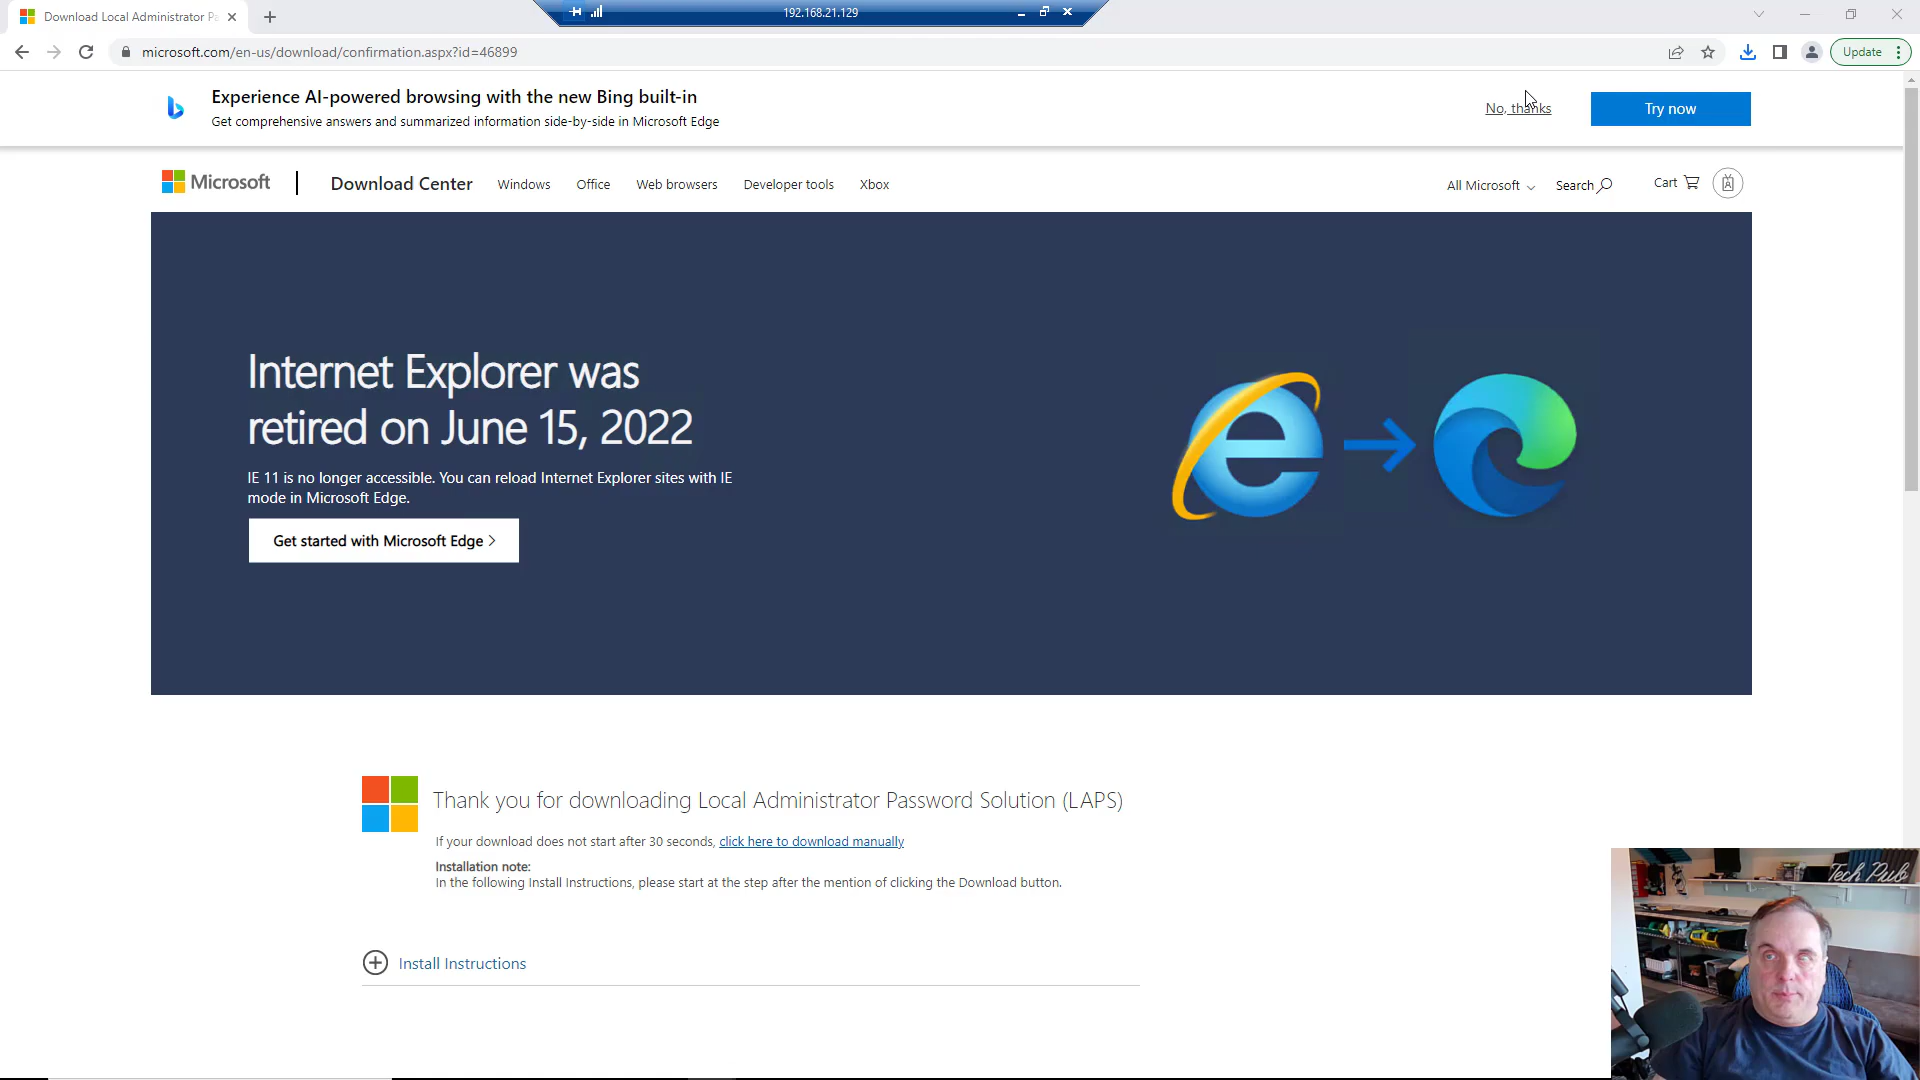 Download Local Administrator Pa
192.168.21.129
microsoft.com/en-us/download/confirmation.aspx?id=46899
Update
Experience AI-powered browsing with the new Bing built-in
Get comprehensive answers and summarized information side-by-side in Microsoft Edge
No, thanks
Try now
Microsoft
Download Center
Windows
Office
Web browsers
Developer tools
Xbox
All Microsoft
Search
Cart
Internet Explorer was
retired on June 15, 2022
IE 11 is no longer accessible. You can reload Internet Explorer sites with IE
mode in Microsoft Edge.
Get started with Microsoft Edge >
Thank you for downloading Local Administrator Password Solution (LAPS)
If your download does not start after 30 seconds, click here to download manually
Installation note:
In the following Install Instructions, please start at the step after the mention of clicking the Download button.
Install Instructions
Tech Pub